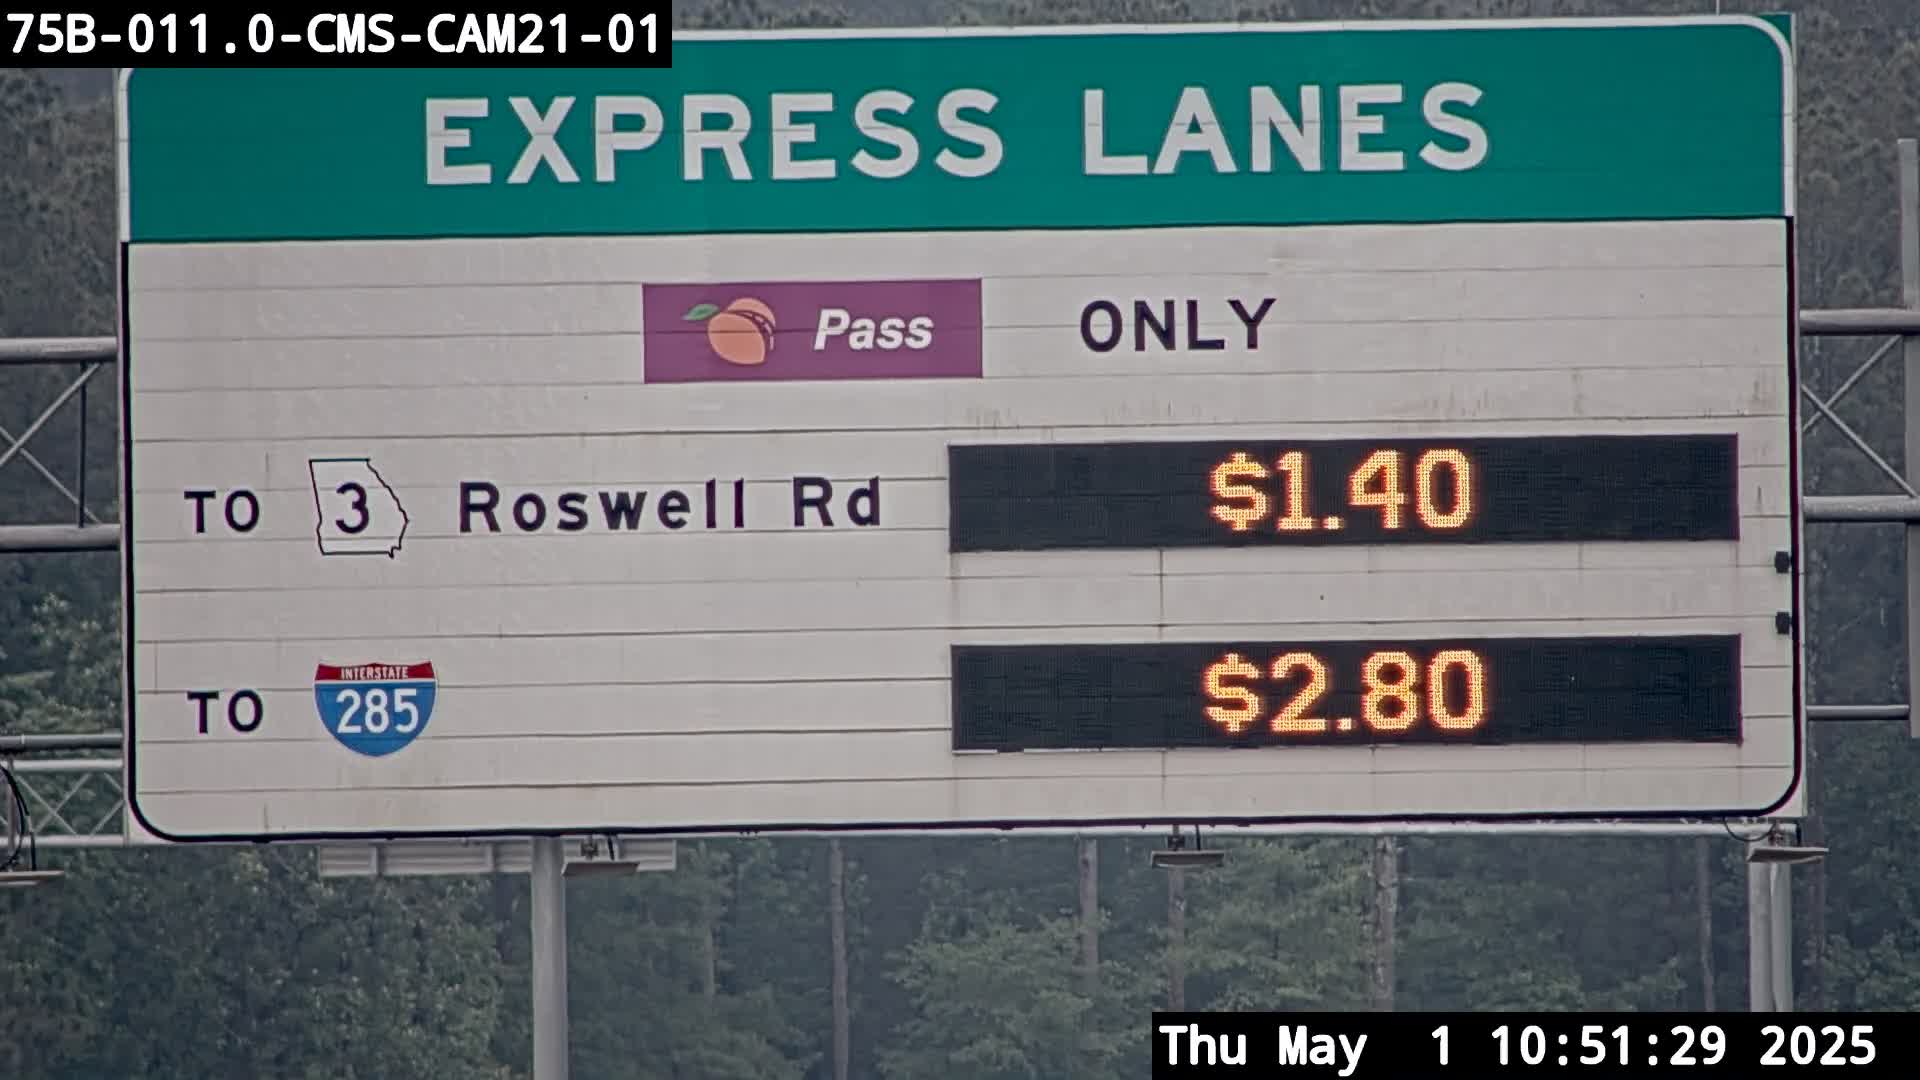 75B-011.0-CMS-CAM21-01
EXPRESS LANES
Pass ONLY
TO 3 Roswell Rd $1.40
TO INTERSTATE 285 $2.80
Thu May 1 10:51:29 2025